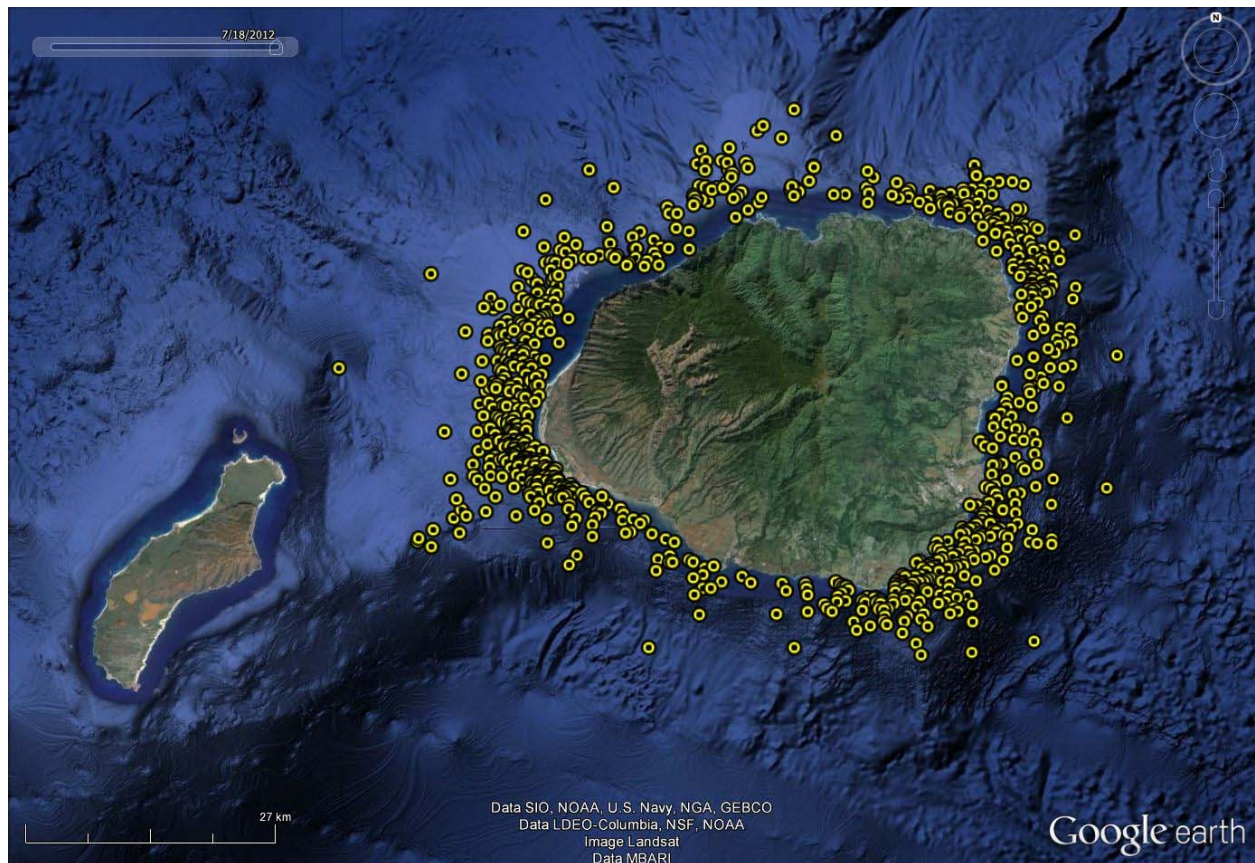 7/18/2012
N
27 km
Data SIO, NOAA, U.S. Navy, NGA, GEBCO
Data LDEO-Columbia, NSF, NOAA
Image Landsat
Data MBARI
Google earth